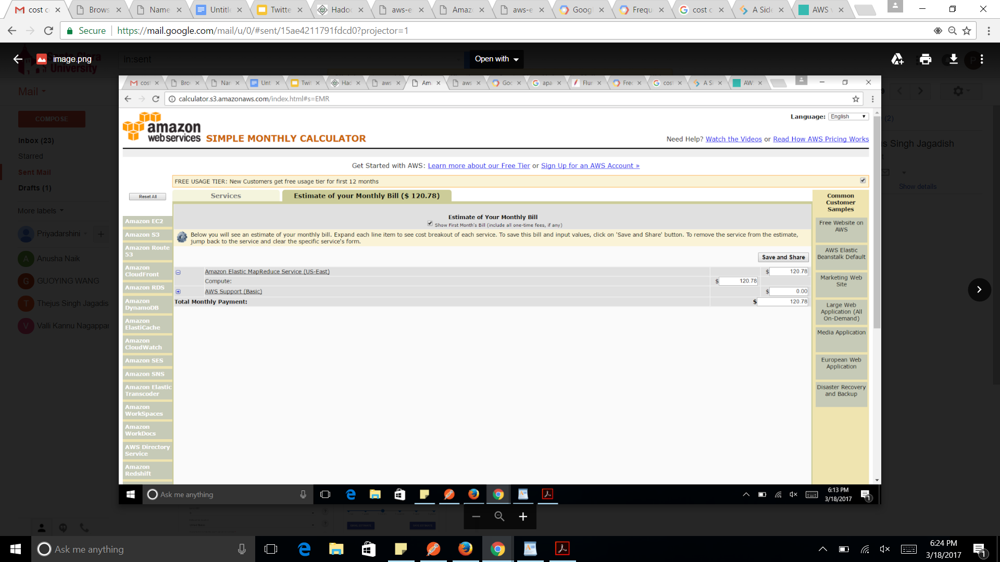 cost c
Brows
Name
Untitle
Twitte
Hadoo
aws-e
Amaz
aws-e
Goog
Frequ
cost c
A Side
AWS
Secure
https://mail.google.com/mail/u/0/#sent/15ae4211791fdcd0?projector=1
Santa Clara
University
image.png
in:sent
Open with
P
Mail
COMPOSE
Inbox (23)
Starred
Sent Mail
Drafts (1)
More labels
Priyadarshini
A Anusha Naik
G GUOYING WANG
T Thejus Singh Jagadis
V Valli Kannu Nagappan
(2)
s Singh Jagadish
Show details
cost
Bro
Nan
Unt
Twit
Had
aws
Am
aws
Goo
apa
Flur
Frec
cost
A Si
AW
calculator.s3.amazonaws.com/index.html#s=EMR
amazon
webservices
SIMPLE MONTHLY CALCULATOR
Language: English
Need Help? Watch the Videos or Read How AWS Pricing Works
Get Started with AWS: Learn more about our Free Tier or Sign Up for an AWS Account »
FREE USAGE TIER: New Customers get free usage tier for first 12 months
Reset All
Services
Estimate of your Monthly Bill ($ 120.78)
Estimate of Your Monthly Bill
Show First Month's Bill (include all one-time fees, if any)
Below you will see an estimate of your monthly bill. Expand each line item to see cost breakout of each service. To save this bill and input values, click on 'Save and Share' button. To remove the service from the estimate,
jump back to the service and clear the specific service's form.
Save and Share
Amazon Elastic MapReduce Service (US-East) $ 120.78
Compute: $ 120.78
AWS Support (Basic) $ 0.00
Total Monthly Payment: $ 120.78
Amazon EC2
Amazon S3
Amazon Route
53
Amazon
CloudFront
Amazon RDS
Amazon
DynamoDB
Amazon
ElastiCache
Amazon
CloudWatch
Amazon SES
Amazon SNS
Amazon Elastic
Transcoder
Amazon
WorkSpaces
Amazon
WorkDocs
AWS Directory
Service
Amazon
Redshift
Common
Customer
Samples
Free Website on
AWS
AWS Elastic
Beanstalk Default
Marketing Web
Site
Large Web
Application (All
On-Demand)
Media Application
European Web
Application
Disaster Recovery
and Backup
Ask me anything
6:13 PM
3/18/2017
1
Ask me anything
6:24 PM
3/18/2017
1